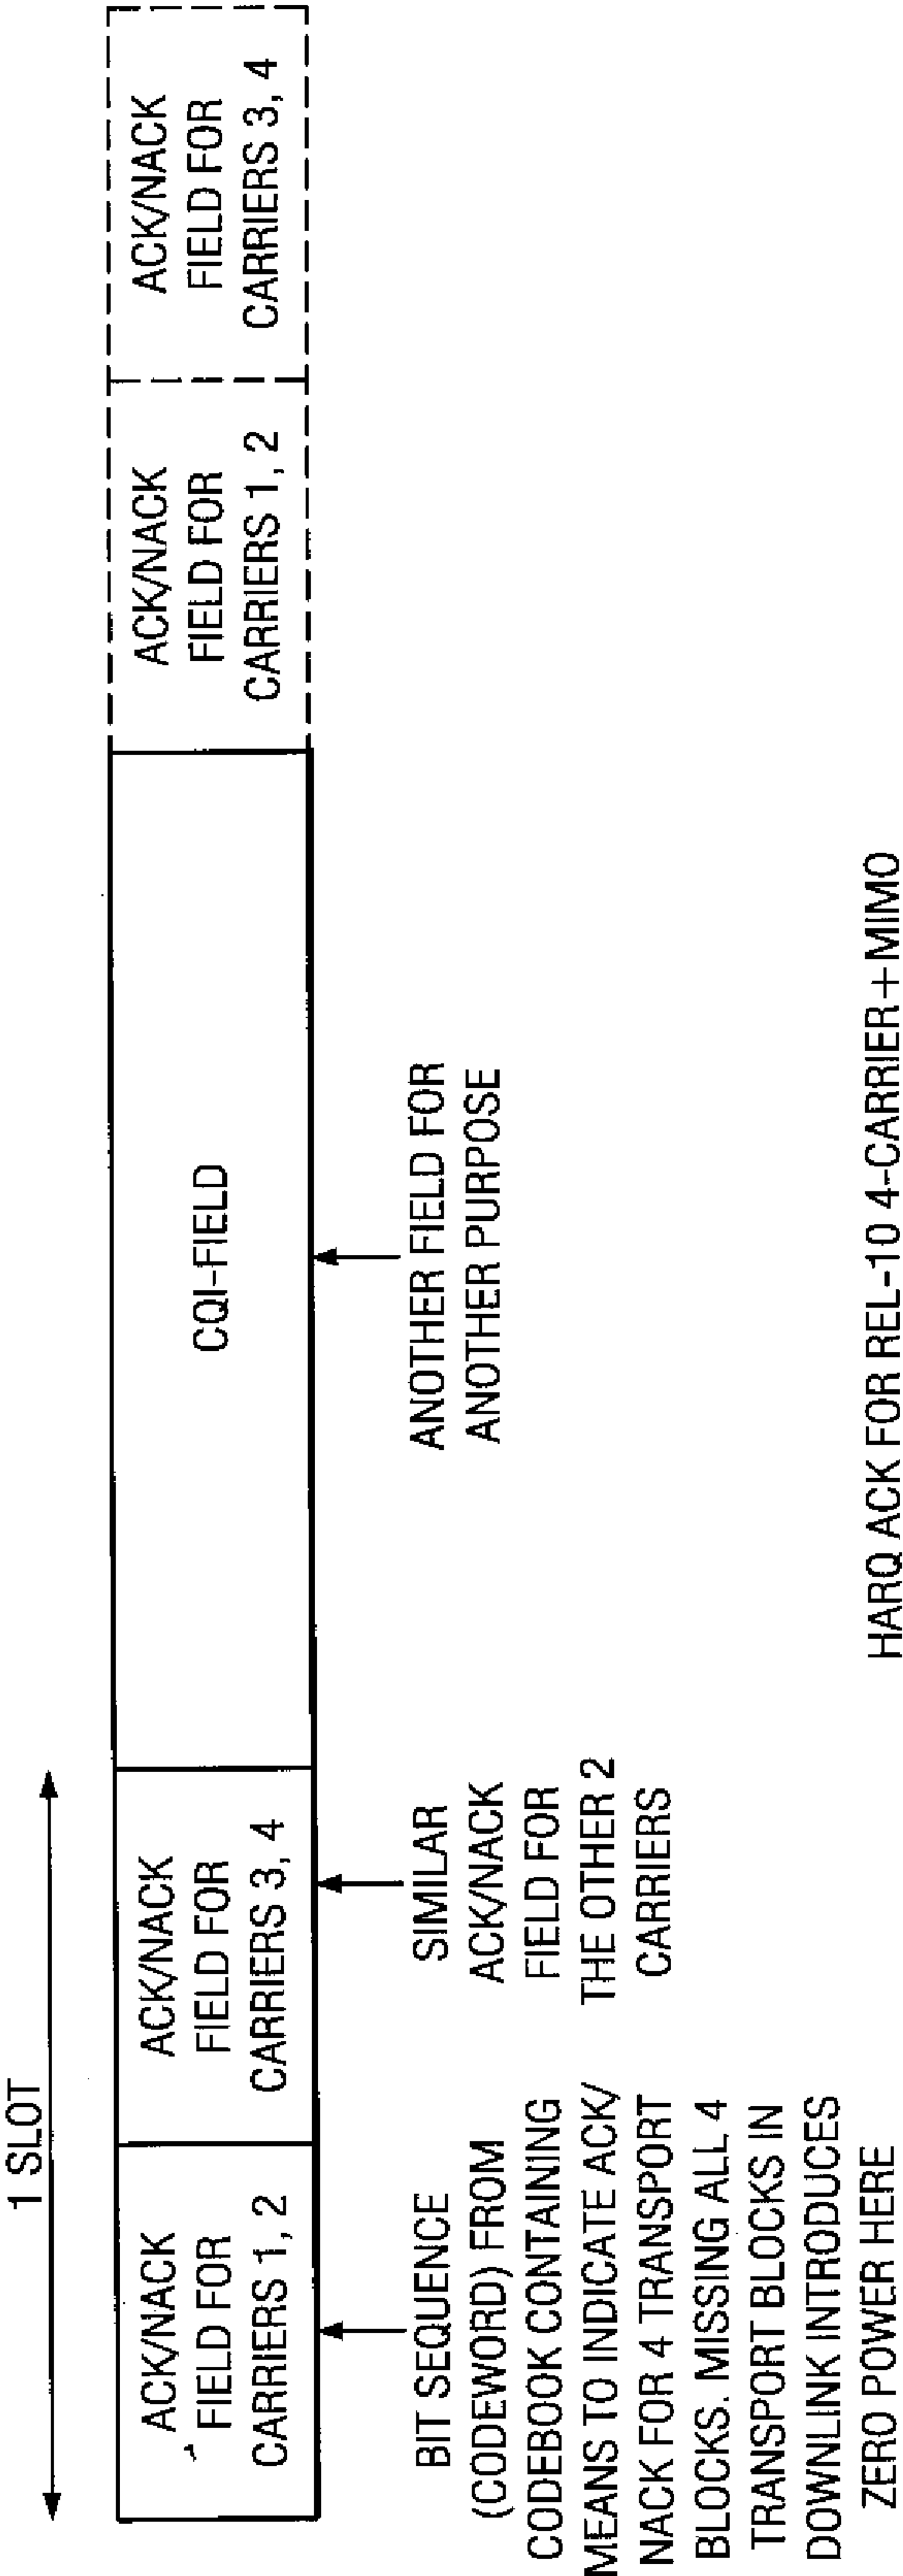 1 SLOT
ACK/NACK
FIELD FOR
CARRIERS 1, 2
ACK/NACK
FIELD FOR
CARRIERS 3, 4
CQI-FIELD
ACK/NACK
FIELD FOR
CARRIERS 1, 2
ACK/NACK
FIELD FOR
CARRIERS 3, 4
BIT SEQUENCE
(CODEWORD) FROM
CODEBOOK CONTAINING
MEANS TO INDICATE ACK/
NACK FOR 4 TRANSPORT
BLOCKS. MISSING ALL 4
TRANSPORT BLOCKS IN
DOWNLINK INTRODUCES
ZERO POWER HERE
SIMILAR
ACK/NACK
FIELD FOR
THE OTHER 2
CARRIERS
ANOTHER FIELD FOR
ANOTHER PURPOSE
HARQ ACK FOR REL-10 4-CARRIER+MIMO